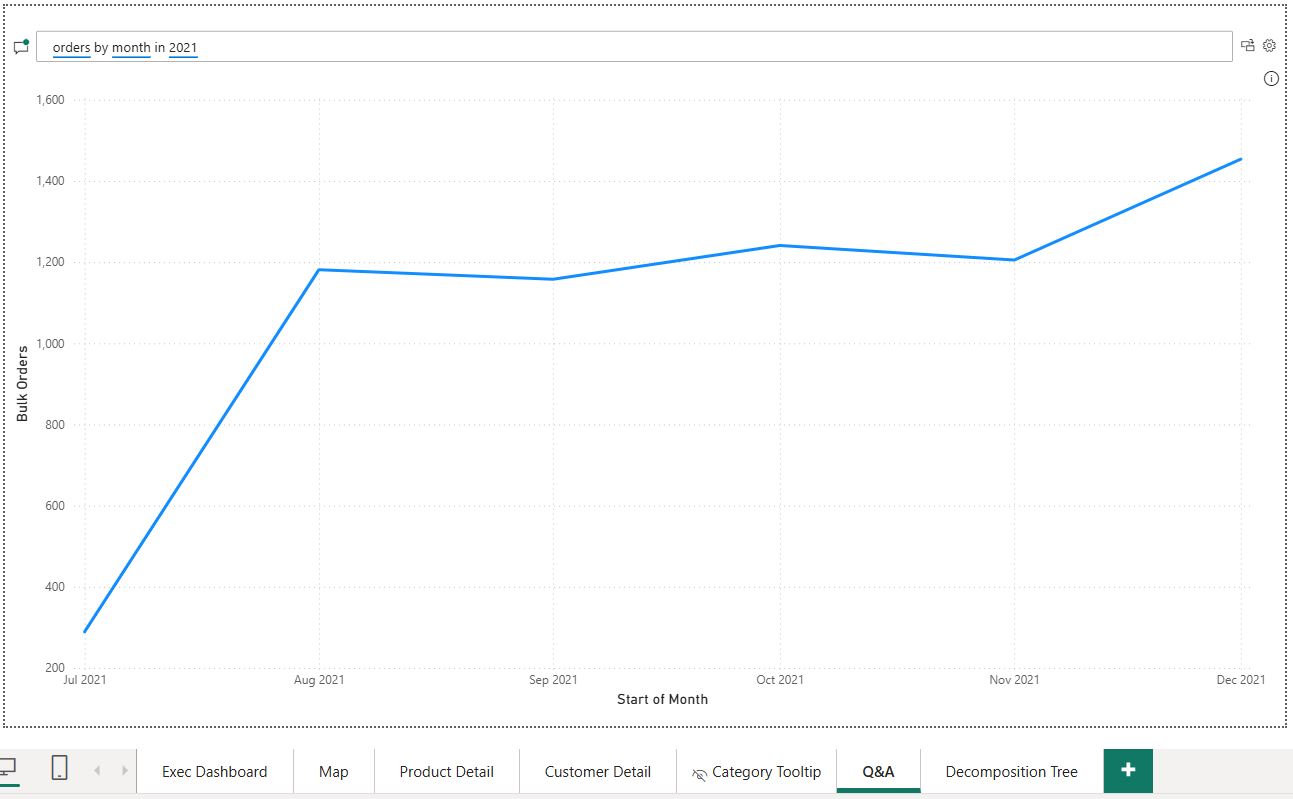 orders by month in 2021
1,600
1,400
1,200
1,000
800
600
400
200
Bulk Orders
Jul 2021 Aug 2021 Sep 2021 Oct 2021 Nov 2021 Dec 2021
Start of Month
Exec Dashboard Map Product Detail Customer Detail Category Tooltip Q&A Decomposition Tree +